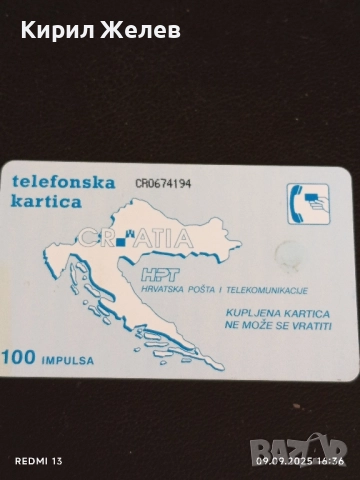 Кирил Желев
telefonska
kartica
CR0674194
CROATIA
HPT
HRVATSKA POŠTA I TELEKOMUNIKACIJE
KUPLJENA KARTICA
NE MOŽE SE VRATITI
100 IMPULSA
REDMI 13
09.09.2025 16:36
BAZAR